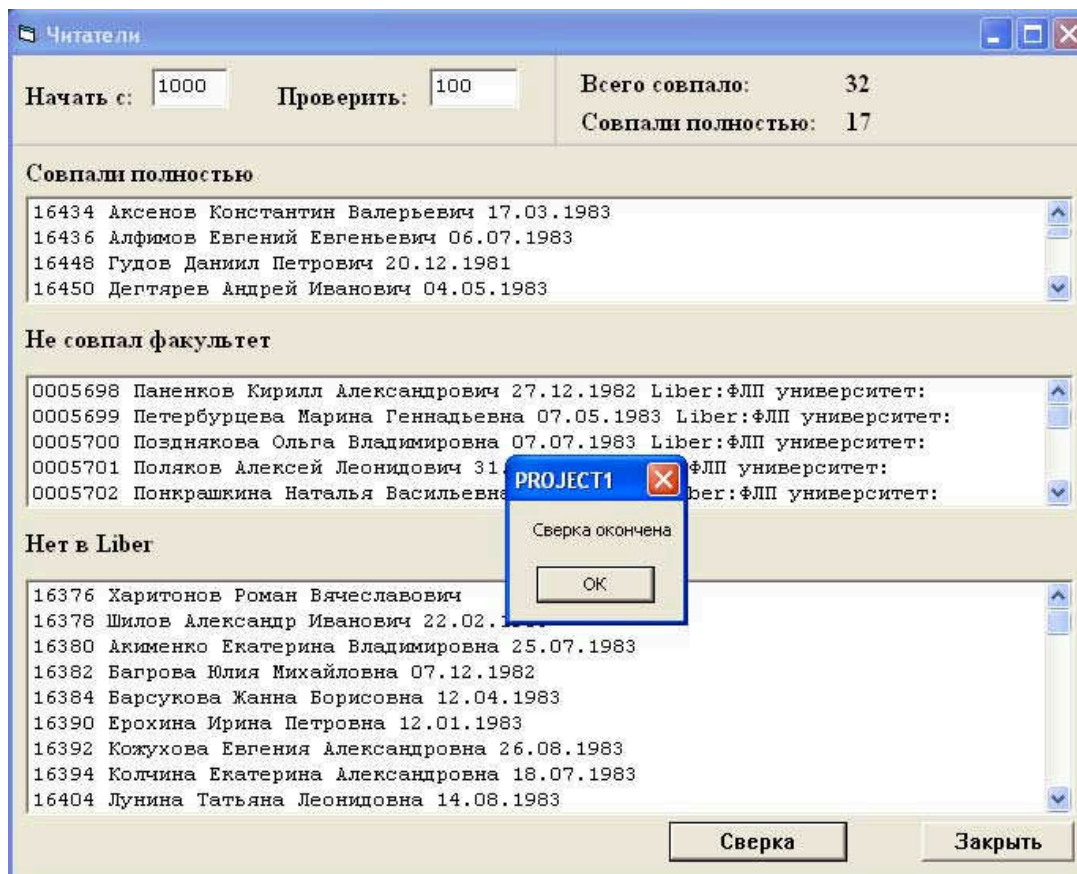 Читатели
Начать с: 1000 Проверить: 100 Всего совпало: 32
Совпали полностью: 17
Совпали полностью
16434 Аксенов Константин Валерьевич 17.03.1983
16436 Алфимов Евгений Евгеньевич 06.07.1983
16448 Гудов Даниил Петрович 20.12.1981
16450 Дегтярев Андрей Иванович 04.05.1983
Не совпал факультет
0005698 Паненков Кирилл Александрович 27.12.1982 Liber:ФЛП университет:
0005699 Петербурцева Марина Геннадьевна 07.05.1983 Liber:ФЛП университет:
0005700 Позднякова Ольга Владимировна 07.07.1983 Liber:ФЛП университет:
0005701 Поляков Алексей Леонидович 31. ФЛП университет:
0005702 Понкрашкина Наталья Васильевна ber:ФЛП университет:
PROJECT1
Сверка окончена
OK
Нет в Liber
16376 Харитонов Роман Вячеславович
16378 Шилов Александр Иванович 22.02.
16380 Акименко Екатерина Владимировна 25.07.1983
16382 Багрова Юлия Михайловна 07.12.1982
16384 Барсукова Жанна Борисовна 12.04.1983
16390 Ерохина Ирина Петровна 12.01.1983
16392 Кожухова Евгения Александровна 26.08.1983
16394 Колчина Екатерина Александровна 18.07.1983
16404 Лунина Татьяна Леонидовна 14.08.1983
Сверка Закрыть